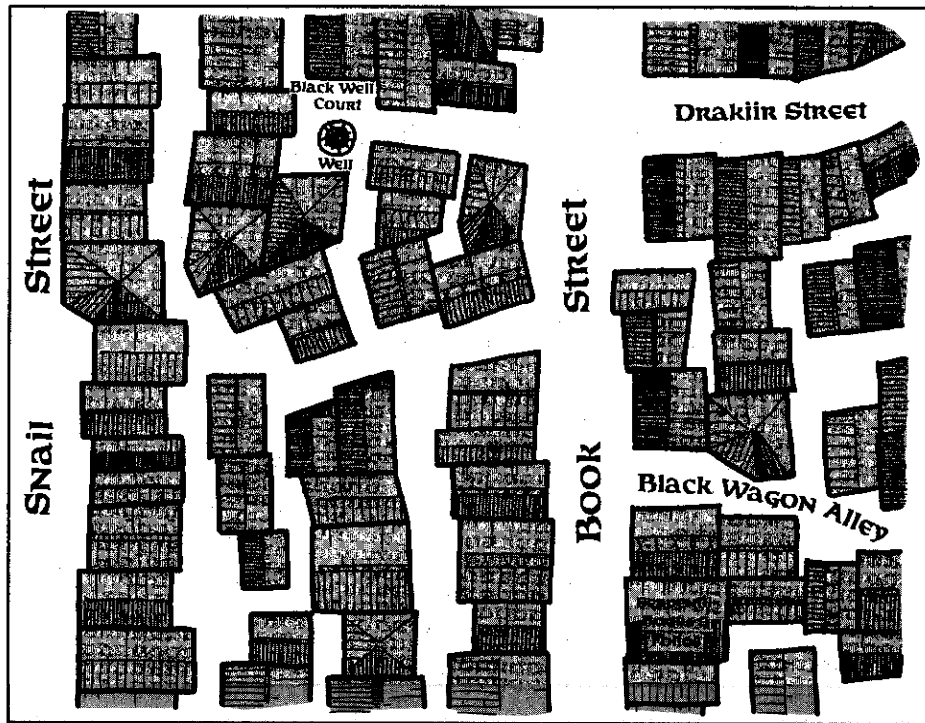 Black Well
Court
Well
Drakiir Street
Snail Street
Book Street
Black Wagon Alley